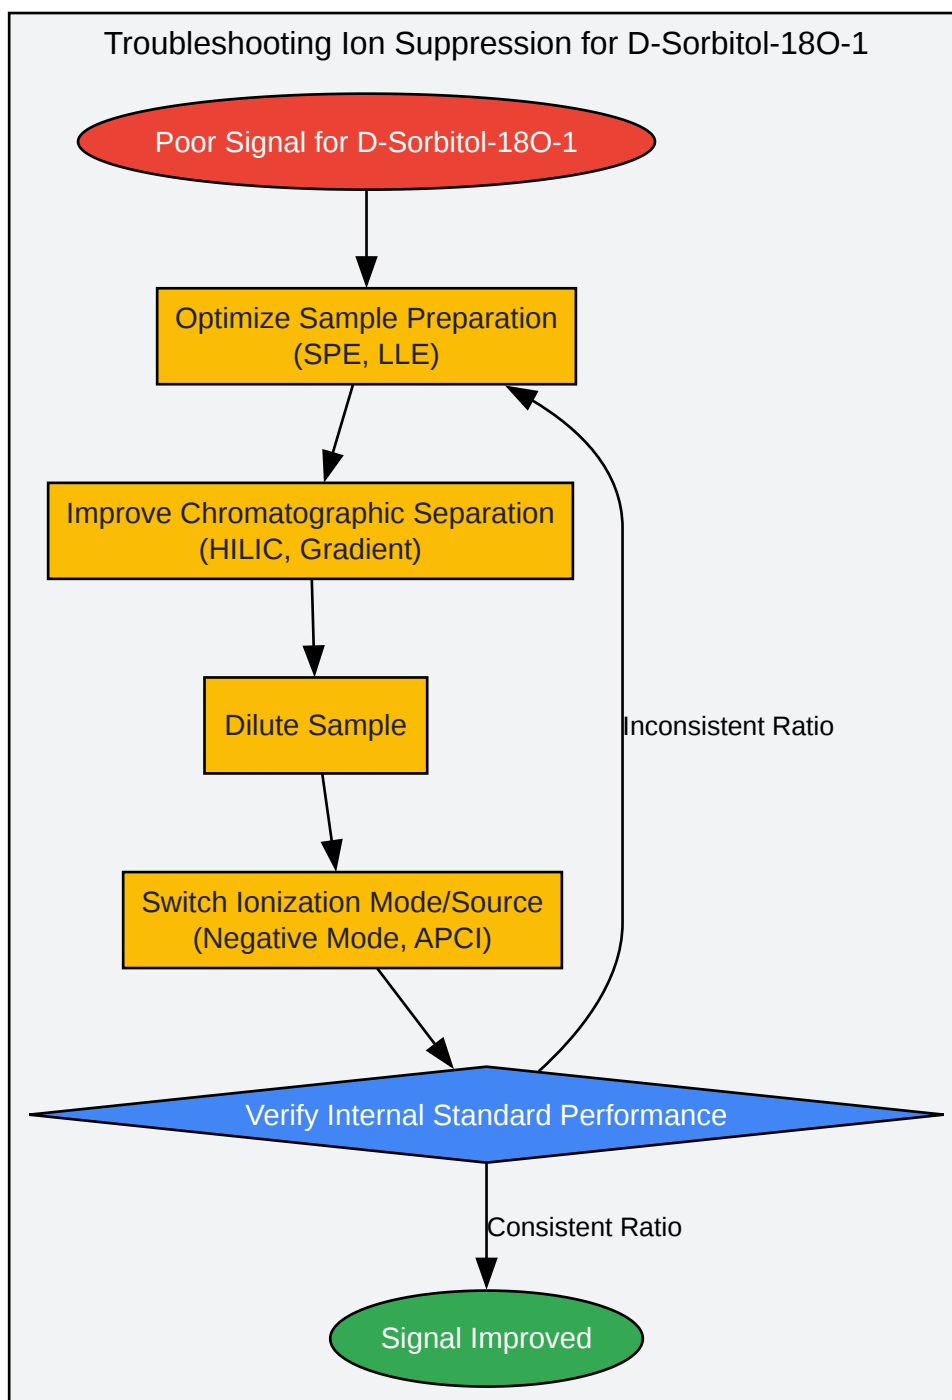 Troubleshooting Ion Suppression for D-Sorbitol-18O-1
Poor Signal for D-Sorbitol-18O-1
Optimize Sample Preparation
(SPE, LLE)
Improve Chromatographic Separation
(HILIC, Gradient)
Dilute Sample
Inconsistent Ratio
Switch Ionization Mode/Source
(Negative Mode, APCI)
Verify Internal Standard Performance
Consistent Ratio
Signal Improved